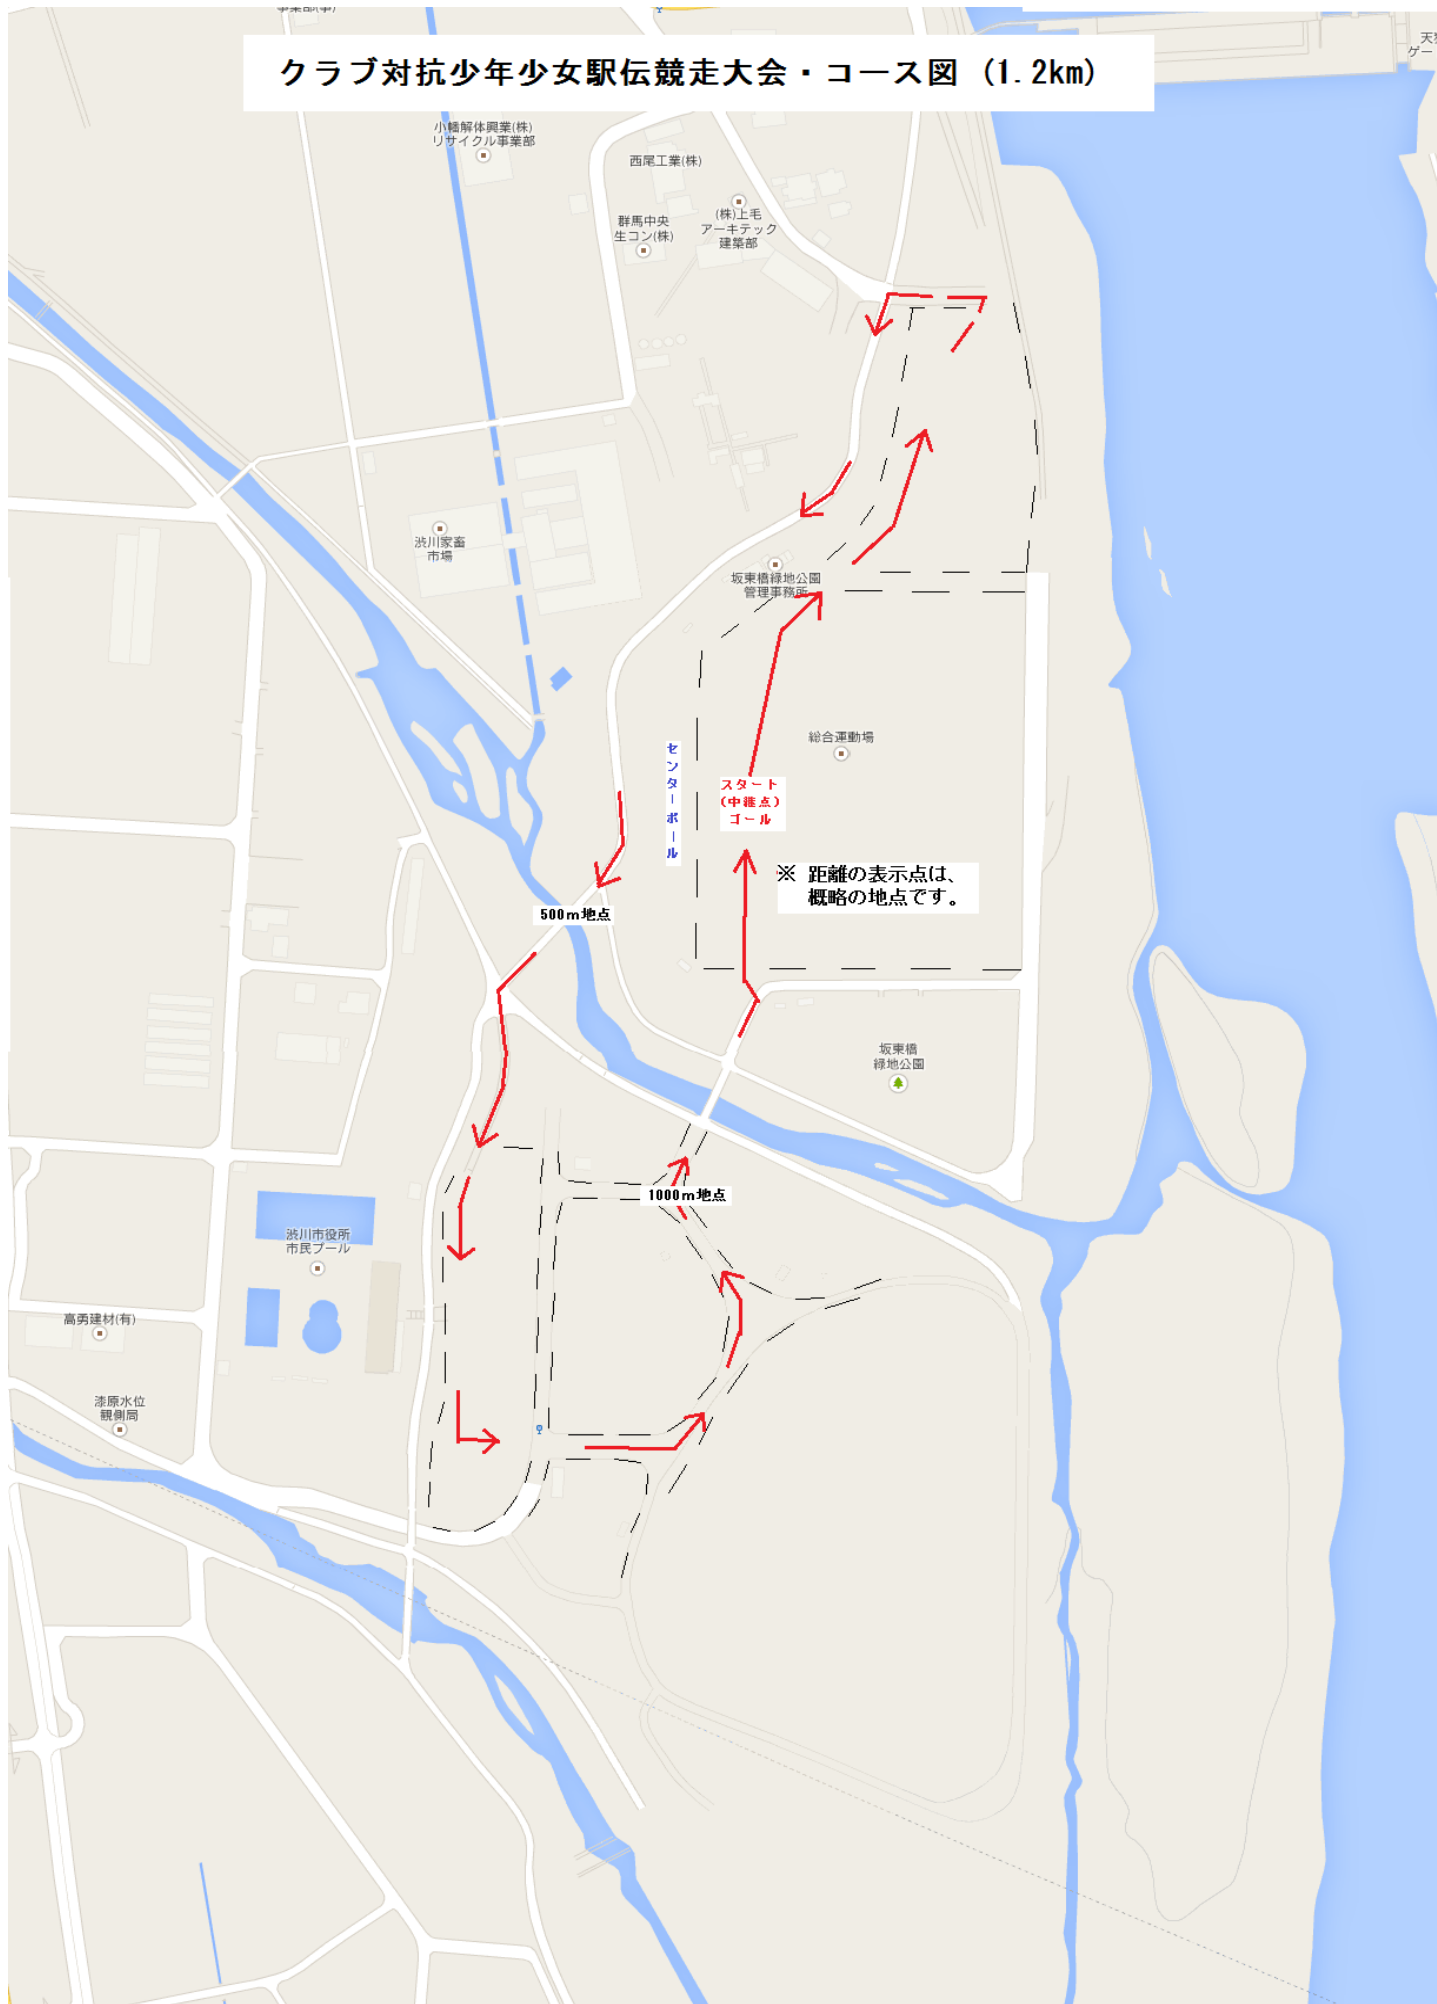 クラブ対抗少年少女駅伝競走大会・コース図 (1.2km)
小幡解体興業(株)
リサイクル事業部
西尾工業(株)
(株)上毛
アーキテック
建築部
群馬中央
生コン(株)
渋川家畜
市場
坂東橋緑地公園
管理事務所
総合運動場
センターポール
スタート
(中継点)
ゴール
※ 距離の表示点は、
概略の地点です。
500m地点
坂東橋
緑地公園
1000m地点
渋川市役所
市民プール
高勇建材(有)
漆原水位
観測局